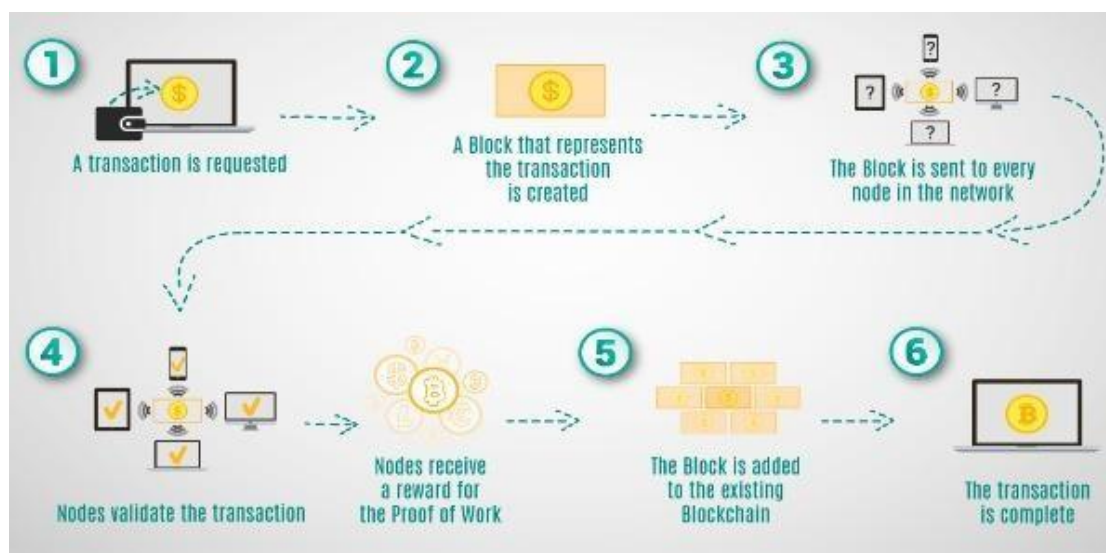 1
A transaction is requested
2
A Block that represents
the transaction
is created
3
? ? ? ?
The Block is sent to every
node in the network
4
Nodes validate the transaction
Nodes receive
a reward for
the Proof of Work
5
The Block is added
to the existing
Blockchain
6
The transaction
is complete